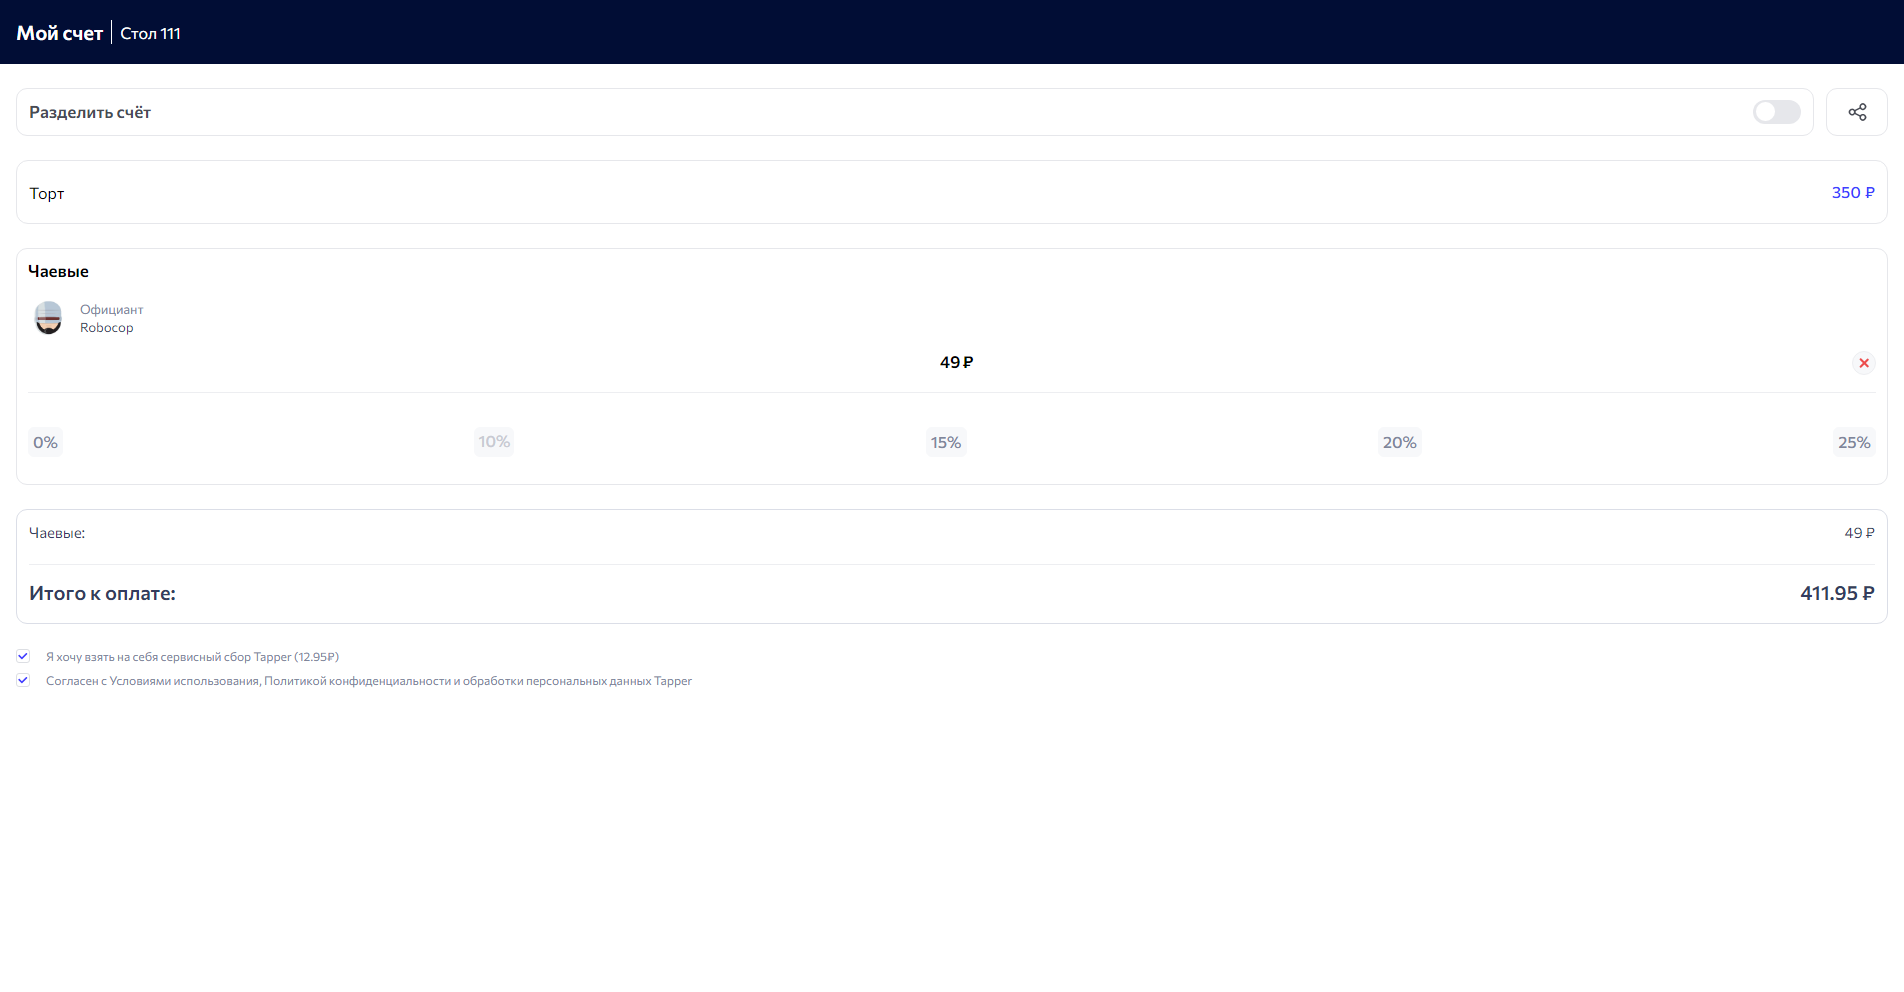 Мой счет | Стол 111
Разделить счёт
Торт 350 ₽
Чаевые
Официант
Robocop
49 ₽
0% 10% 15% 20% 25%
Чаевые: 49 ₽
Итого к оплате: 411.95 ₽
Я хочу взять на себя сервисный сбор Tapper (12.95₽)
Согласен с Условиями использования, Политикой конфиденциальности и обработки персональных данных Tapper